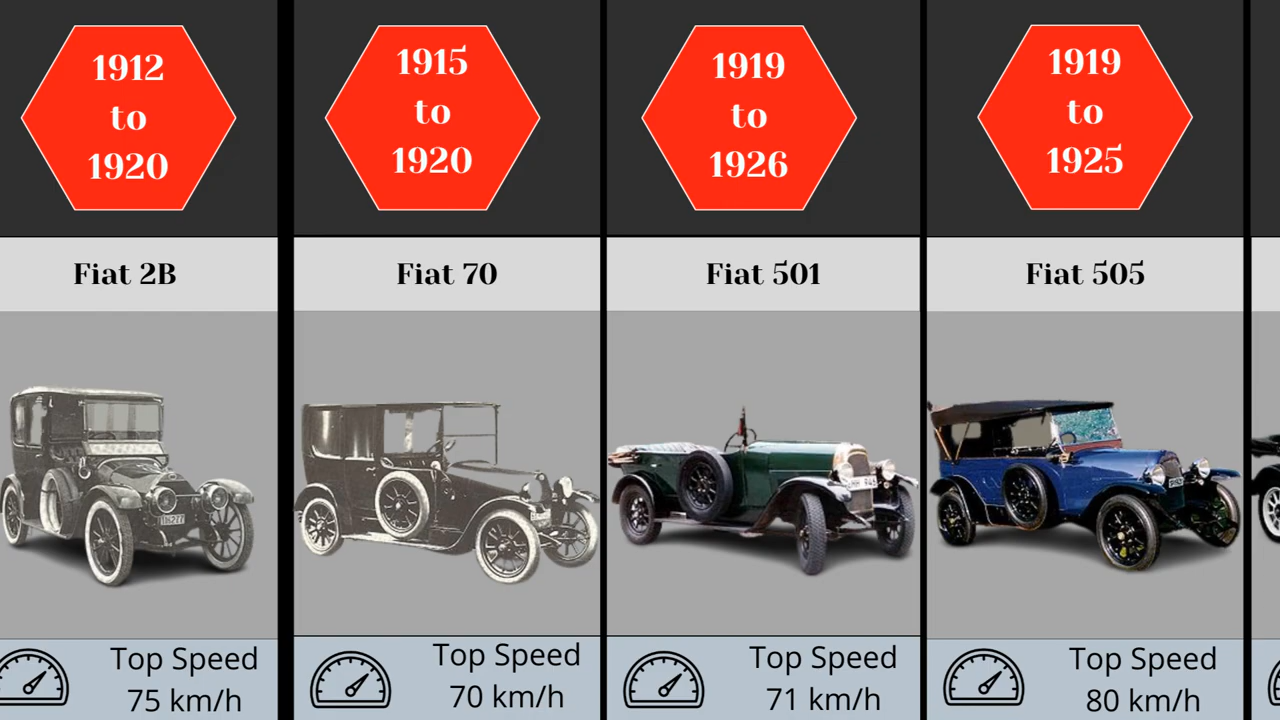 1912
to
1920
Fiat 2B
Top Speed
75 km/h
1915
to
1920
Fiat 70
Top Speed
70 km/h
1919
to
1926
Fiat 501
Top Speed
71 km/h
1919
to
1925
Fiat 505
Top Speed
80 km/h